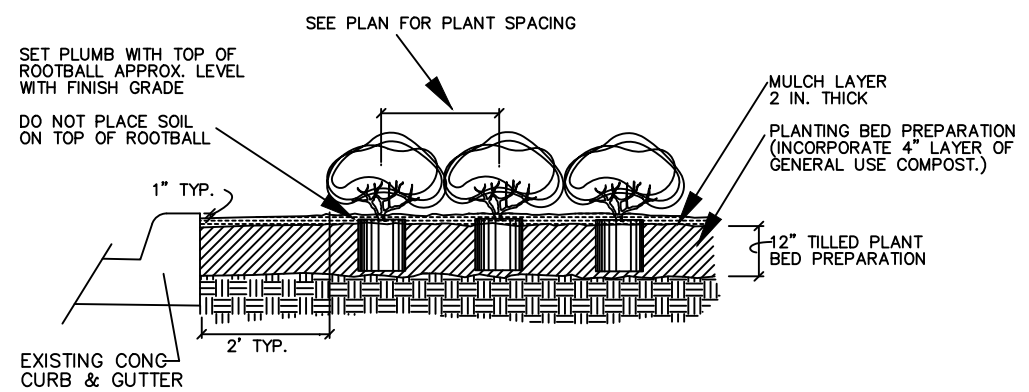 SEE PLAN FOR PLANT SPACING
SET PLUMB WITH TOP OF
ROOTBALL APPROX. LEVEL
WITH FINISH GRADE
DO NOT PLACE SOIL
ON TOP OF ROOTBALL
MULCH LAYER
2 IN. THICK
PLANTING BED PREPARATION
(INCORPORATE 4" LAYER OF
GENERAL USE COMPOST.)
1" TYP.
12" TILLED PLANT
BED PREPARATION
2' TYP.
EXISTING CONC
CURB & GUTTER